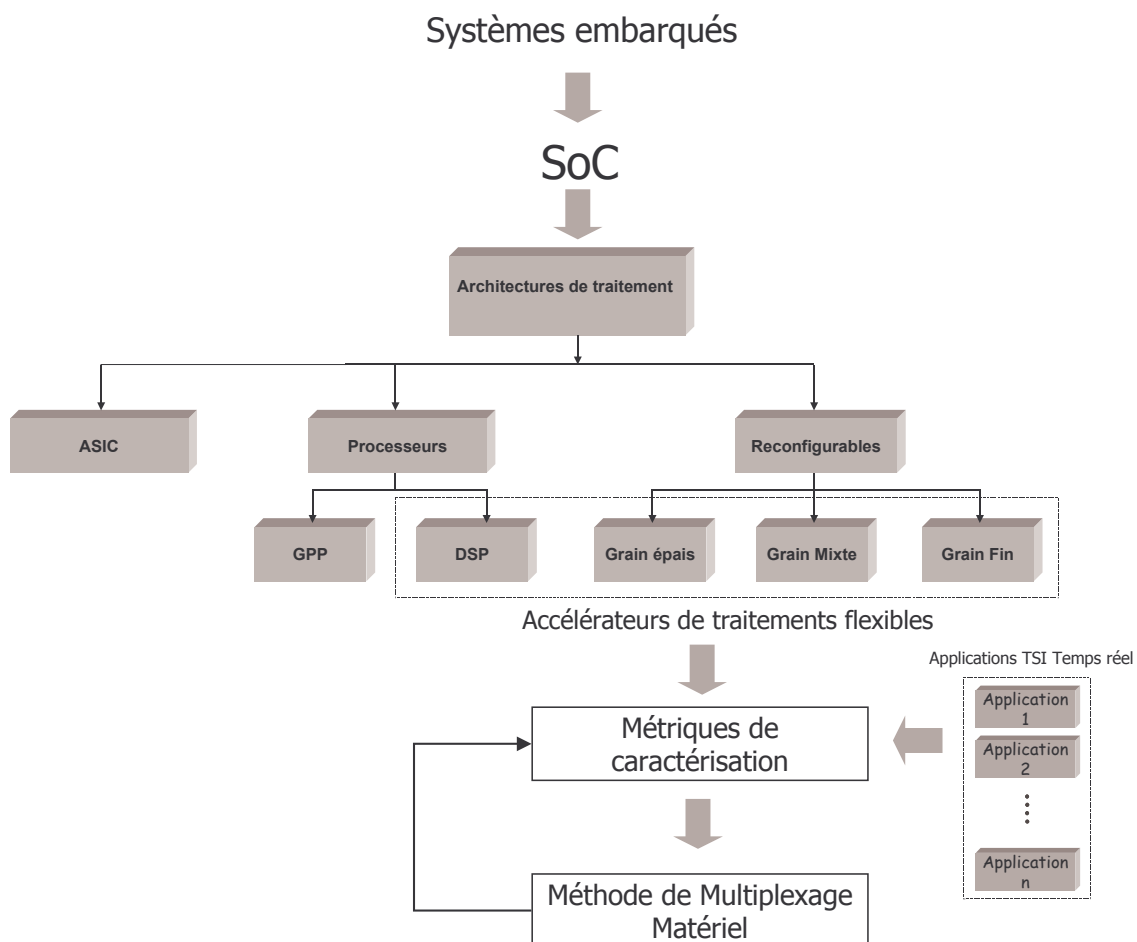 Systèmes embarqués
SoC
Architectures de traitement
ASIC
Processeurs
Reconfigurables
GPP
DSP
Grain épais
Grain Mixte
Grain Fin
Accélérateurs de traitements flexibles
Applications TSI Temps réel
Application
1
Métriques de
caractérisation
Application
2
Application
n
Méthode de Multiplexage
Matériel